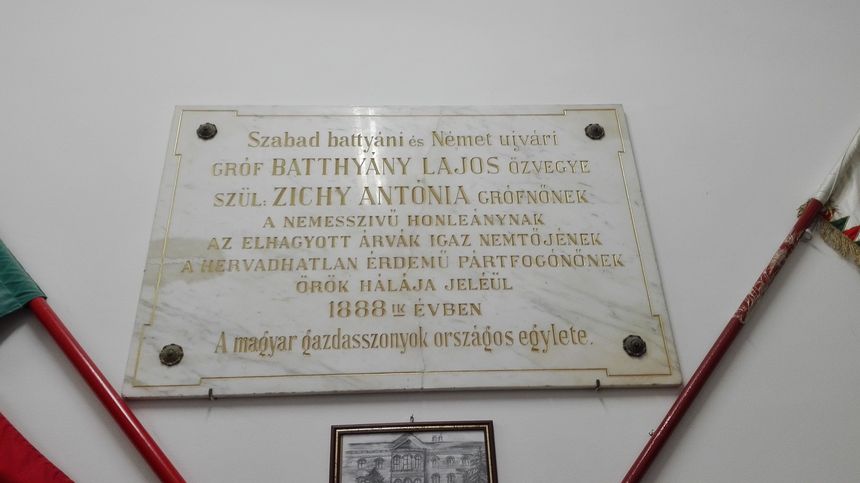 Szabad battyáni és Német ujvári
GRÓF BATTHYÁNY LAJOS ÖZVEGYE
SZÜL: ZICHY ANTÓNIA GRÓFNŐNEK
A NEMESSZIVŰ HONLEÁNYNAK
AZ ELHAGYOTT ÁRVÁK IGAZ NEMTŐJÉNEK
A HERVADHATLAN ÉRDEMŰ PÁRTFOGÓNŐNEK
ÖRÖK HÁLÁJA JELÉÜL
1888 IK ÉVBEN
A magyar gazdasszonyok országos egylete.